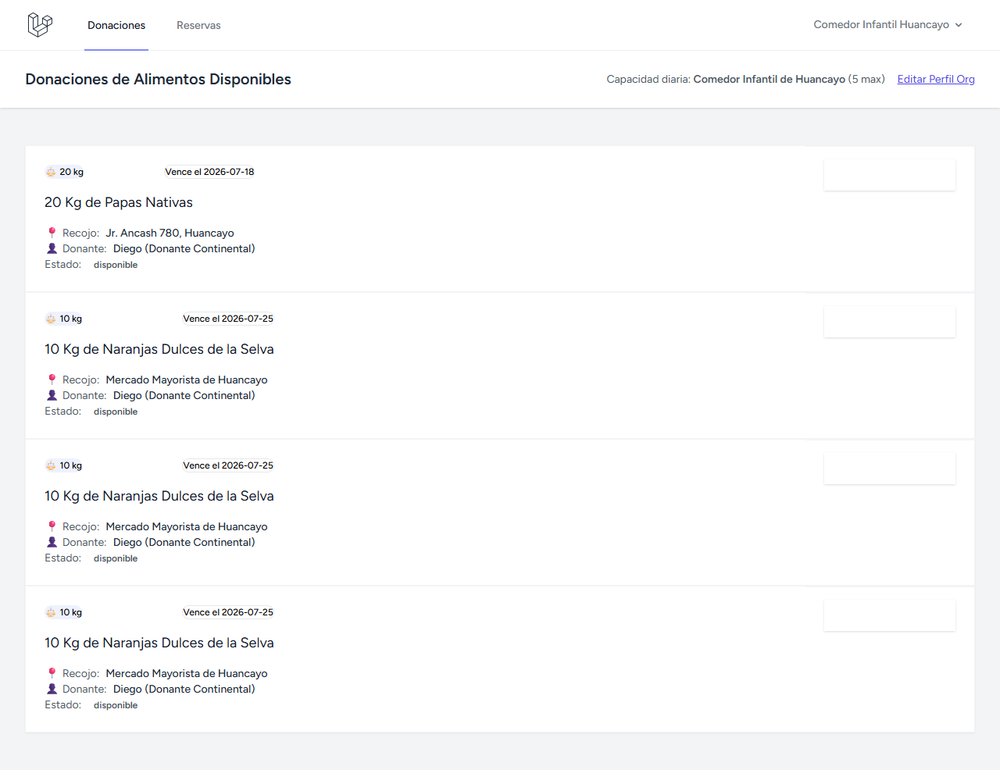 Donaciones
Reservas
Comedor Infantil Huancayo
Donaciones de Alimentos Disponibles
Capacidad diaria: Comedor Infantil de Huancayo (5 max)
Editar Perfil Org
20 kg
Vence el 2026-07-18
20 Kg de Papas Nativas
Recojo: Jr. Ancash 780, Huancayo
Donante: Diego (Donante Continental)
Estado: disponible
10 kg
Vence el 2026-07-25
10 Kg de Naranjas Dulces de la Selva
Recojo: Mercado Mayorista de Huancayo
Donante: Diego (Donante Continental)
Estado: disponible
10 kg
Vence el 2026-07-25
10 Kg de Naranjas Dulces de la Selva
Recojo: Mercado Mayorista de Huancayo
Donante: Diego (Donante Continental)
Estado: disponible
10 kg
Vence el 2026-07-25
10 Kg de Naranjas Dulces de la Selva
Recojo: Mercado Mayorista de Huancayo
Donante: Diego (Donante Continental)
Estado: disponible